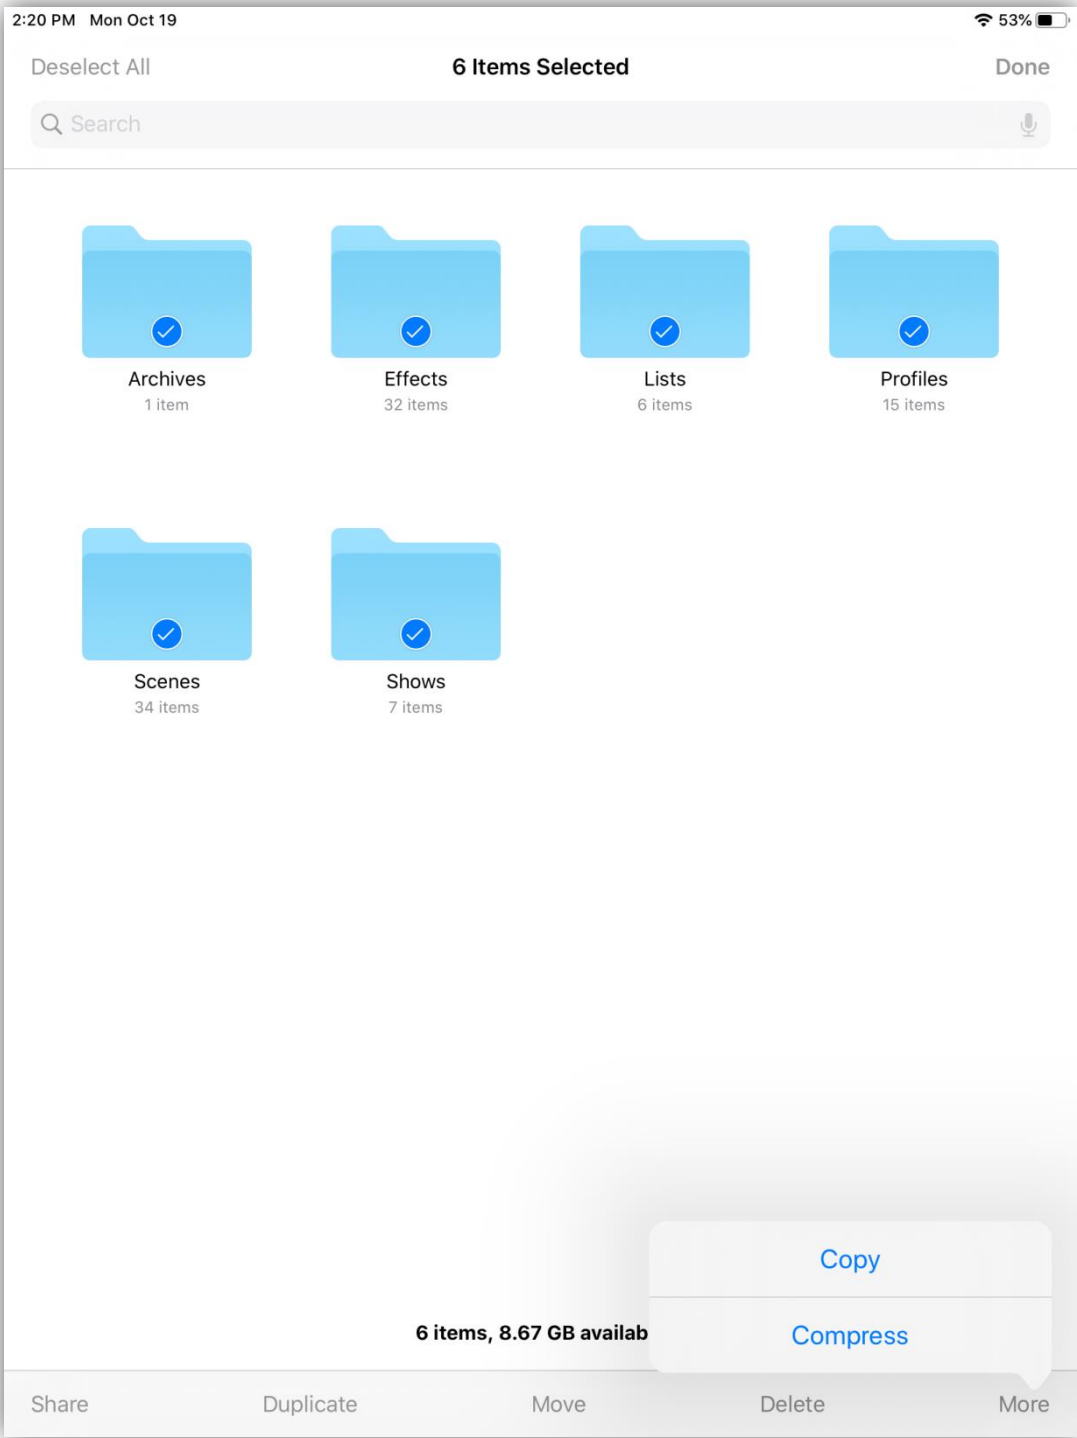 2:20 PM Mon Oct 19 53%
Deselect All 6 Items Selected Done
Search
Archives Effects Lists Profiles
1 item 32 items 6 items 15 items
Scenes Shows
34 items 7 items
Copy
6 items, 8.67 GB availab Compress
Share Duplicate Move Delete More